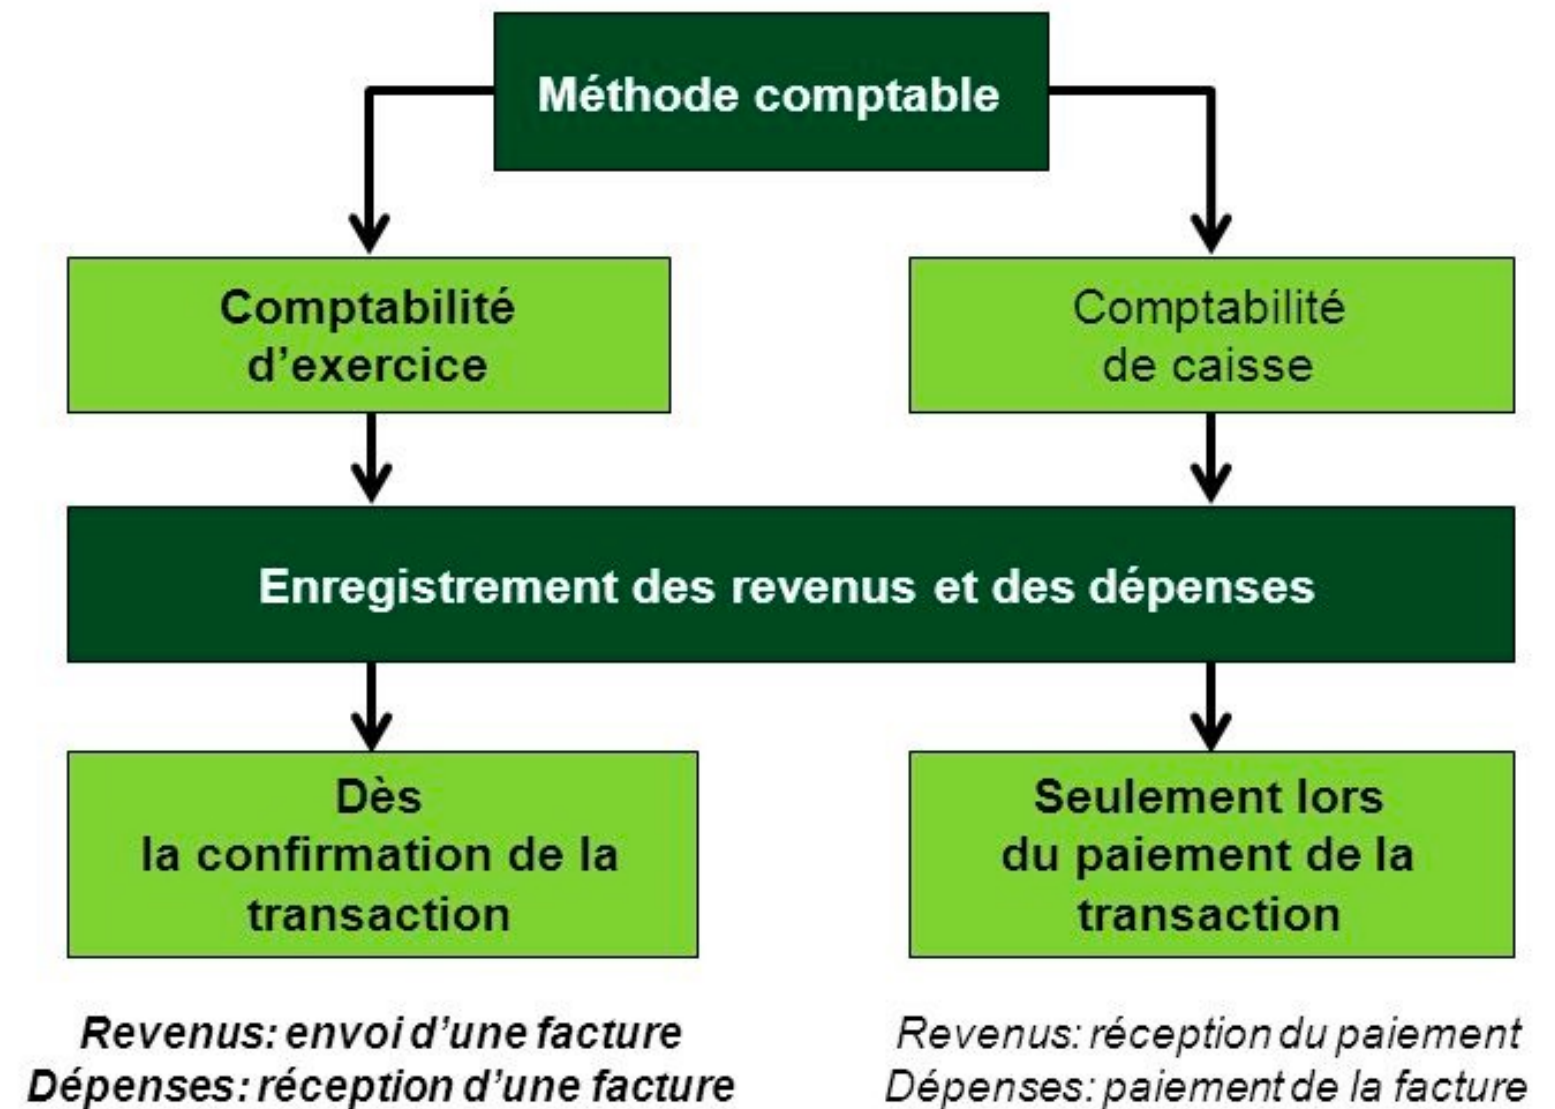 Méthode comptable
Comptabilité
d’exercice
Comptabilité
de caisse
Enregistrement des revenus et des dépenses
Dès
la confirmation de la
transaction
Seulement lors
du paiement de la
transaction
Revenus: envoi d’une facture
Dépenses: réception d’une facture
Revenus: réception du paiement
Dépenses: paiement de la facture